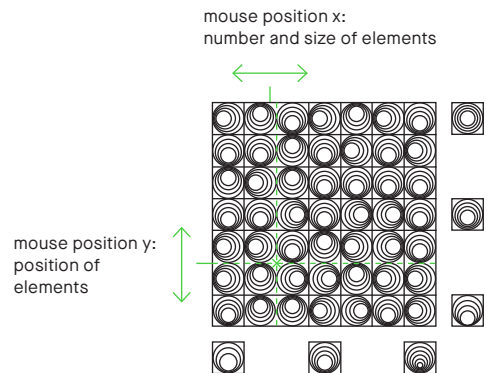 mouse position x:
number and size of elements
mouse position y:
position of
elements